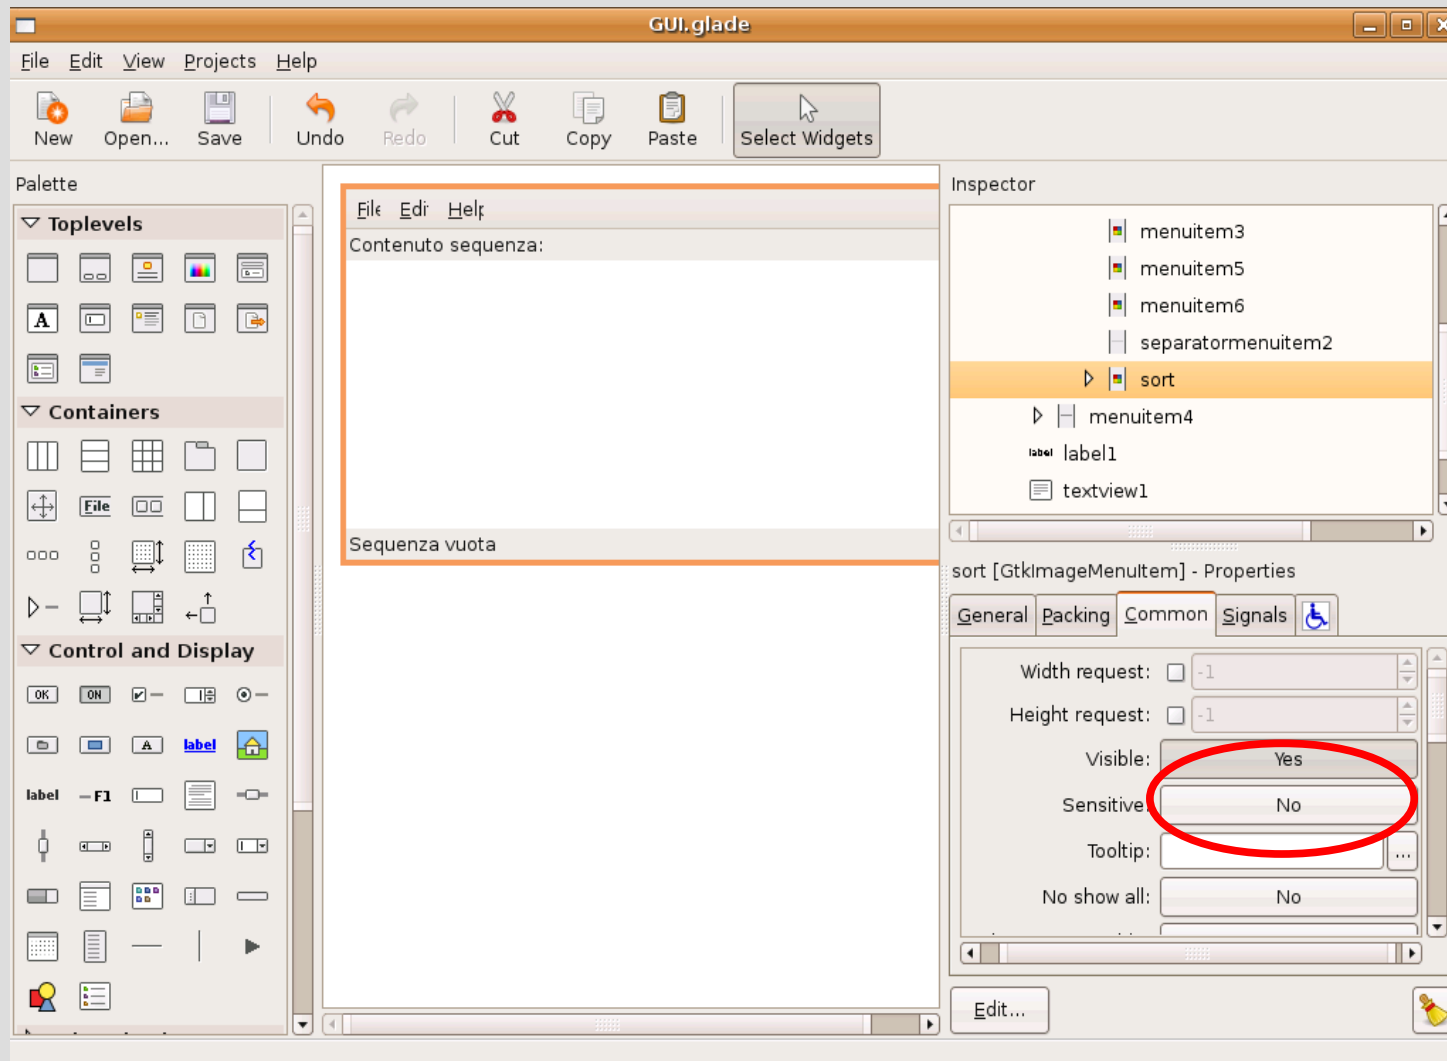 GUI.glade
File Edit View Projects Help
New Open... Save Undo Redo Cut Copy Paste Select Widgets
Palette
Toplevels
A
Containers
File
Control and Display
OK ON
A label
label F1
File Edi Help
Contenuto sequenza:
Sequenza vuota
Inspector
menuitem3
menuitem5
menuitem6
separatormenuitem2
sort
menuitem4
label label1
textview1
sort [GtkImageMenuItem] - Properties
General Packing Common Signals
Width request: -1
Height request: -1
Visible: Yes
Sensitive: No
Tooltip: ...
No show all: No
Edit...